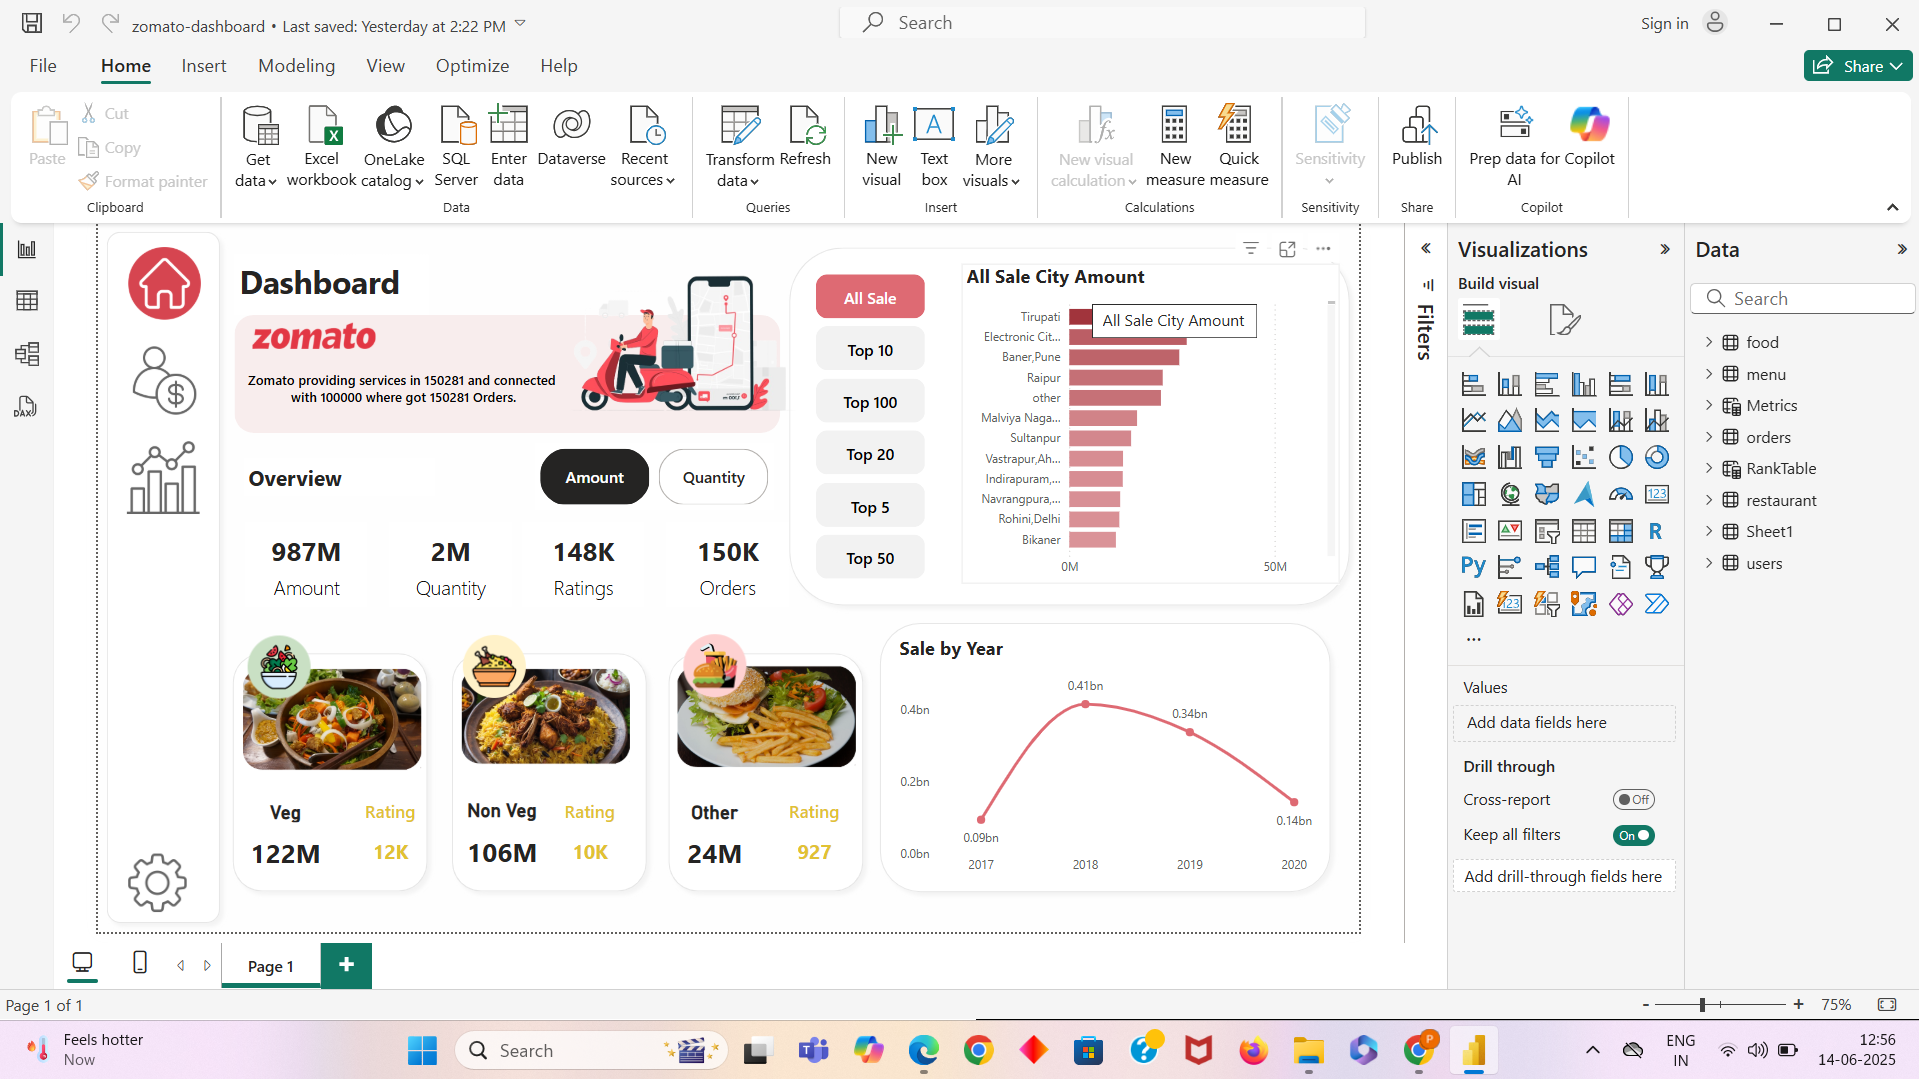 zomato-dashboard • Last saved: Yesterday at 2:22 PM
Search
Sign in
File
Home
Insert
Modeling
View
Optimize
Help
Share
Paste
Cut
Copy
Format painter
Clipboard
Get
data
Excel
workbook
OneLake
catalog
SQL
Server
Enter
data
Dataverse
Recent
sources
Data
Transform
data
Refresh
Queries
New
visual
A
Text
box
More
visuals
Insert
New visual
calculation
New
measure
Quick
measure
Calculations
Sensitivity
Sensitivity
Publish
Share
Prep data for
AI
Copilot
Copilot
Dashboard
zomato
Zomato providing services in 150281 and connected
with 100000 where got 150281 Orders.
Overview
Amount
Quantity
987M
Amount
2M
Quantity
148K
Ratings
150K
Orders
All Sale
Top 10
Top 100
Top 20
Top 5
Top 50
All Sale City Amount
All Sale City Amount
Tirupati
Electronic Cit...
Baner,Pune
Raipur
other
Malviya Naga...
Sultanpur
Vastrapur,Ah...
Indirapuram,...
Navrangpura,...
Rohini,Delhi
Bikaner
0M
50M
Veg
Rating
122M
12K
Non Veg
Rating
106M
10K
Other
Rating
24M
927
Sale by Year
0.4bn
0.2bn
0.0bn
0.09bn
0.41bn
0.34bn
0.14bn
2017
2018
2019
2020
Filters
Visualizations
Build visual
123
R
Py
123
...
Values
Add data fields here
Drill through
Cross-report
Off
Keep all filters
On
Add drill-through fields here
Data
Search
food
menu
Metrics
orders
RankTable
restaurant
Sheet1
users
DAX
Page 1
Page 1 of 1
- + 75%
Feels hotter
Now
Search
P
ENG
IN
12:56
14-06-2025